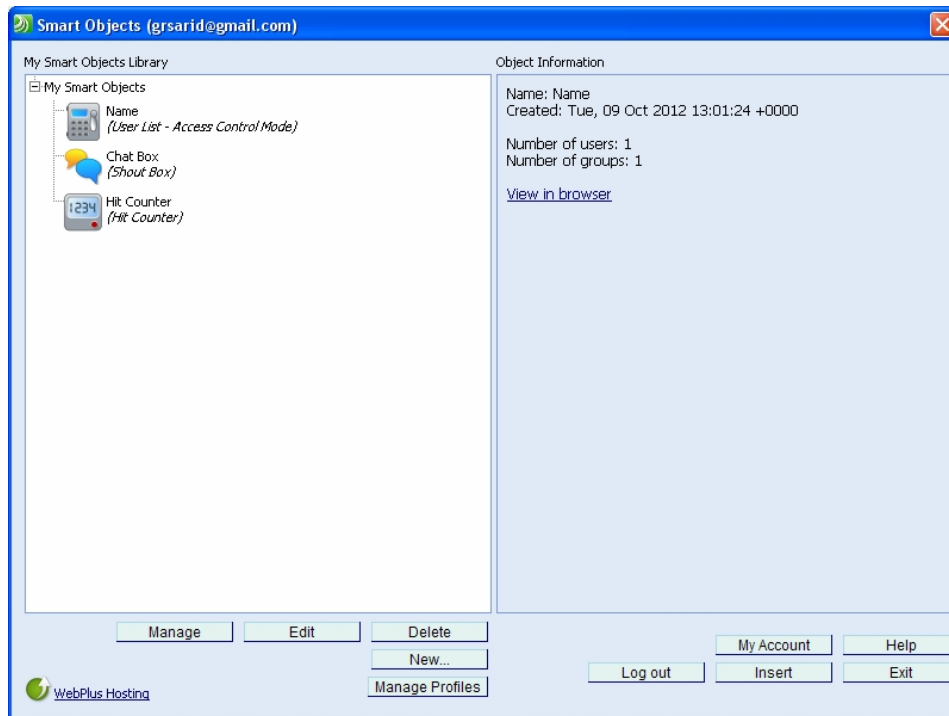 Smart Objects (grsarid@gmail.com)
My Smart Objects Library
Object Information
My Smart Objects
Name
(User List - Access Control Mode)
Chat Box
(Shout Box)
1234
Hit Counter
(Hit Counter)
Name: Name
Created: Tue, 09 Oct 2012 13:01:24 +0000
Number of users: 1
Number of groups: 1
View in browser
Manage
Edit
Delete
New...
Manage Profiles
WebPlus Hosting
My Account
Help
Log out
Insert
Exit